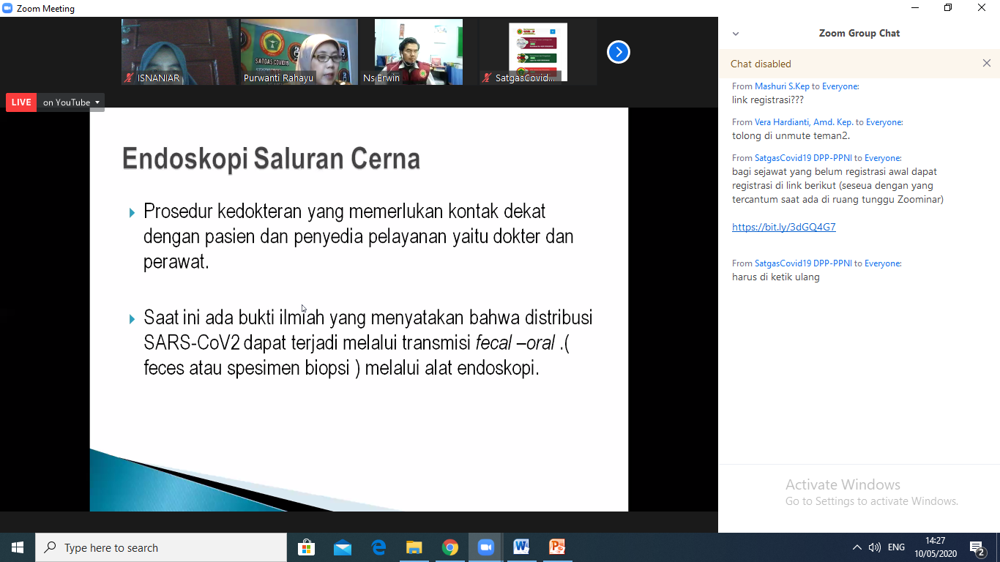 Zoom Meeting
SATGAS COVID19
ISNANIAR
Purwanti Rahayu
Ns Erwin
SatgasCovid...
LIVE on YouTube
Endoskopi Saluran Cerna
Prosedur kedokteran yang memerlukan kontak dekat
dengan pasien dan penyedia pelayanan yaitu dokter dan
perawat.
Saat ini ada bukti ilmiah yang menyatakan bahwa distribusi
SARS-CoV2 dapat terjadi melalui transmisi fecal –oral .(
feces atau spesimen biopsi ) melalui alat endoskopi.
Zoom Group Chat
Chat disabled
From Mashuri S.Kep to Everyone:
link registrasi???
From Vera Hardianti, Amd. Kep. to Everyone:
tolong di unmute teman2.
From SatgasCovid19 DPP-PPNI to Everyone:
bagi sejawat yang belum registrasi awal dapat
registrasi di link berikut (seseua dengan yang
tercantum saat ada di ruang tunggu Zoominar)
https://bit.ly/3dGQ4G7
From SatgasCovid19 DPP-PPNI to Everyone:
harus di ketik ulang
Activate Windows
Go to Settings to activate Windows.
Type here to search
ENG
14:27
10/05/2020
2